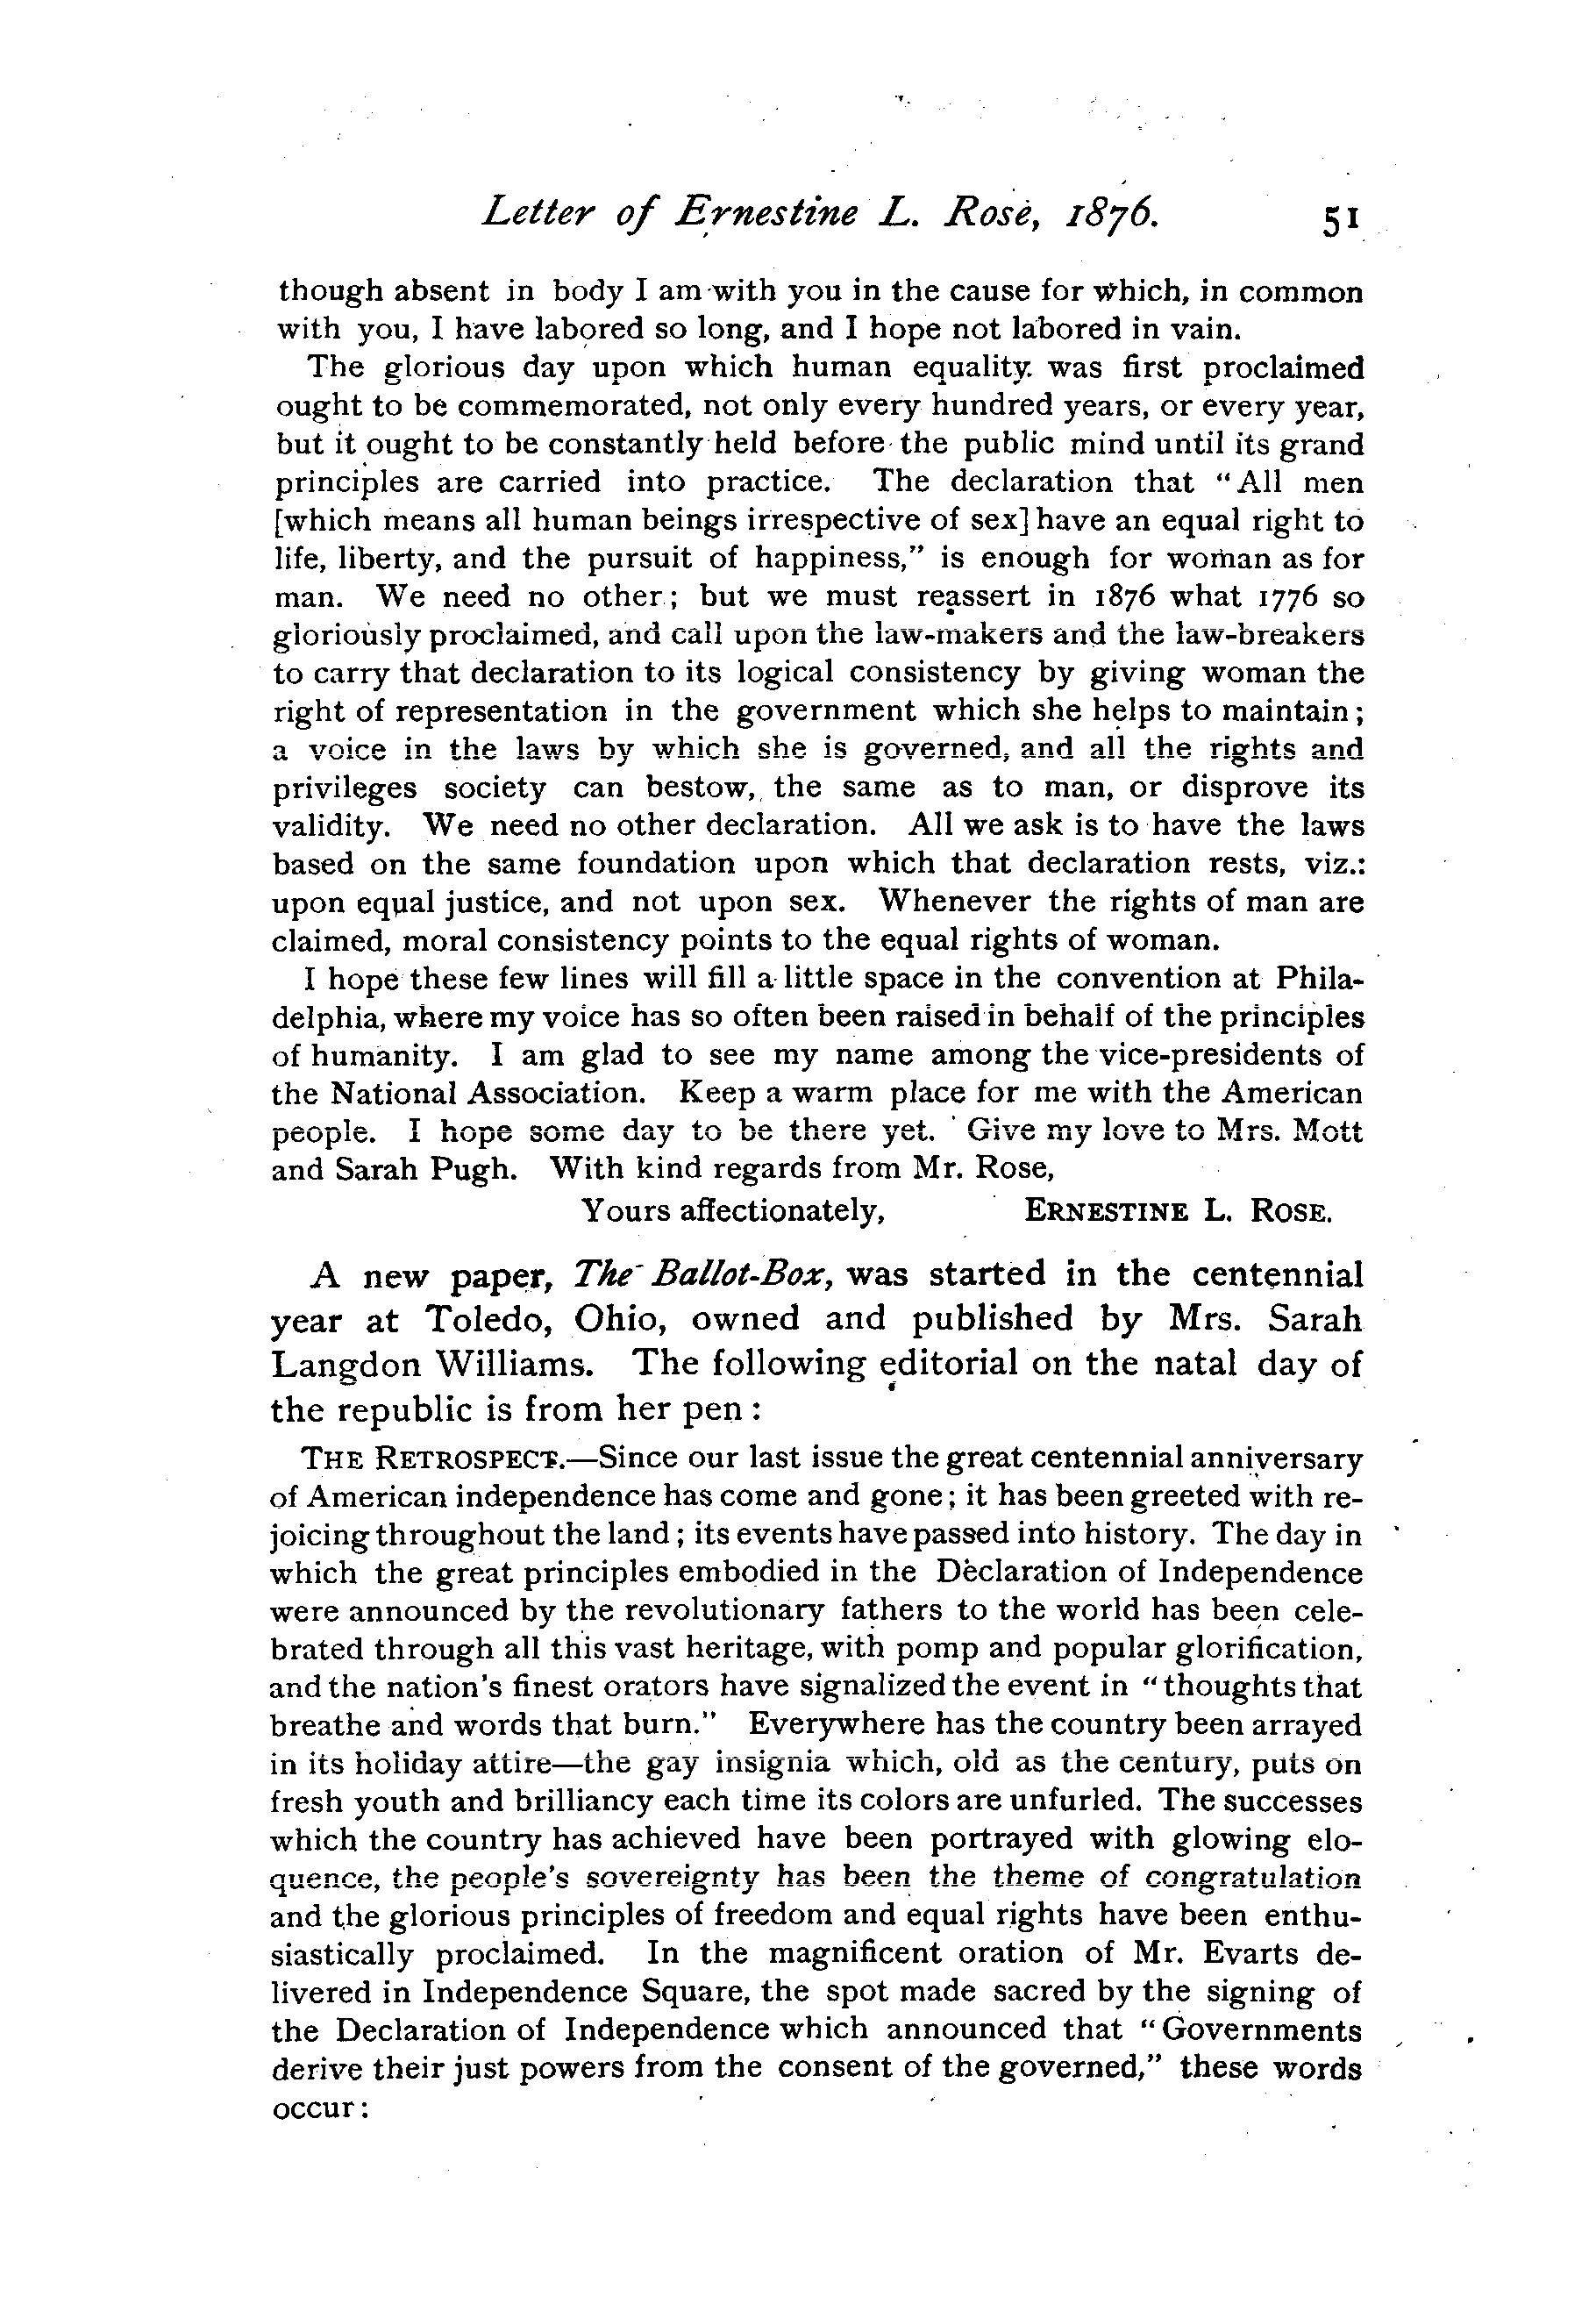 Letter of Ernestine L. Rose, 1876. 51
though absent in body I am with you in the cause for which, in common
with you, I have labored so long, and I hope not labored in vain.
The glorious day upon which human equality was first proclaimed
ought to be commemorated, not only every hundred years, or every year,
but it ought to be constantly held before the public mind until its grand
principles are carried into practice. The declaration that "All men
[which means all human beings irrespective of sex] have an equal right to
life, liberty, and the pursuit of happiness," is enough for woman as for
man. We need no other; but we must reassert in 1876 what 1776 so
gloriously proclaimed, and call upon the law-makers and the law-breakers
to carry that declaration to its logical consistency by giving woman the
right of representation in the government which she helps to maintain;
a voice in the laws by which she is governed, and all the rights and
privileges society can bestow, the same as to man, or disprove its
validity. We need no other declaration. All we ask is to have the laws
based on the same foundation upon which that declaration rests, viz.:
upon equal justice, and not upon sex. Whenever the rights of man are
claimed, moral consistency points to the equal rights of woman.
I hope these few lines will fill a little space in the convention at Phila-
delphia, where my voice has so often been raised in behalf of the principles
of humanity. I am glad to see my name among the vice-presidents of
the National Association. Keep a warm place for me with the American
people. I hope some day to be there yet. Give my love to Mrs. Mott
and Sarah Pugh. With kind regards from Mr. Rose,
Yours affectionately, ERNESTINE L. ROSE.
A new paper, The Ballot-Box, was started in the centennial
year at Toledo, Ohio, owned and published by Mrs. Sarah
Langdon Williams. The following editorial on the natal day of
the republic is from her pen:
THE RETROSPECT.—Since our last issue the great centennial anniversary
of American independence has come and gone; it has been greeted with re-
joicing throughout the land; its events have passed into history. The day in
which the great principles embodied in the Declaration of Independence
were announced by the revolutionary fathers to the world has been cele-
brated through all this vast heritage, with pomp and popular glorification,
and the nation's finest orators have signalized the event in "thoughts that
breathe and words that burn." Everywhere has the country been arrayed
in its holiday attire—the gay insignia which, old as the century, puts on
fresh youth and brilliancy each time its colors are unfurled. The successes
which the country has achieved have been portrayed with glowing elo-
quence, the people's sovereignty has been the theme of congratulation
and the glorious principles of freedom and equal rights have been enthu-
siastically proclaimed. In the magnificent oration of Mr. Evarts de-
livered in Independence Square, the spot made sacred by the signing of
the Declaration of Independence which announced that "Governments
derive their just powers from the consent of the governed," these words
occur: